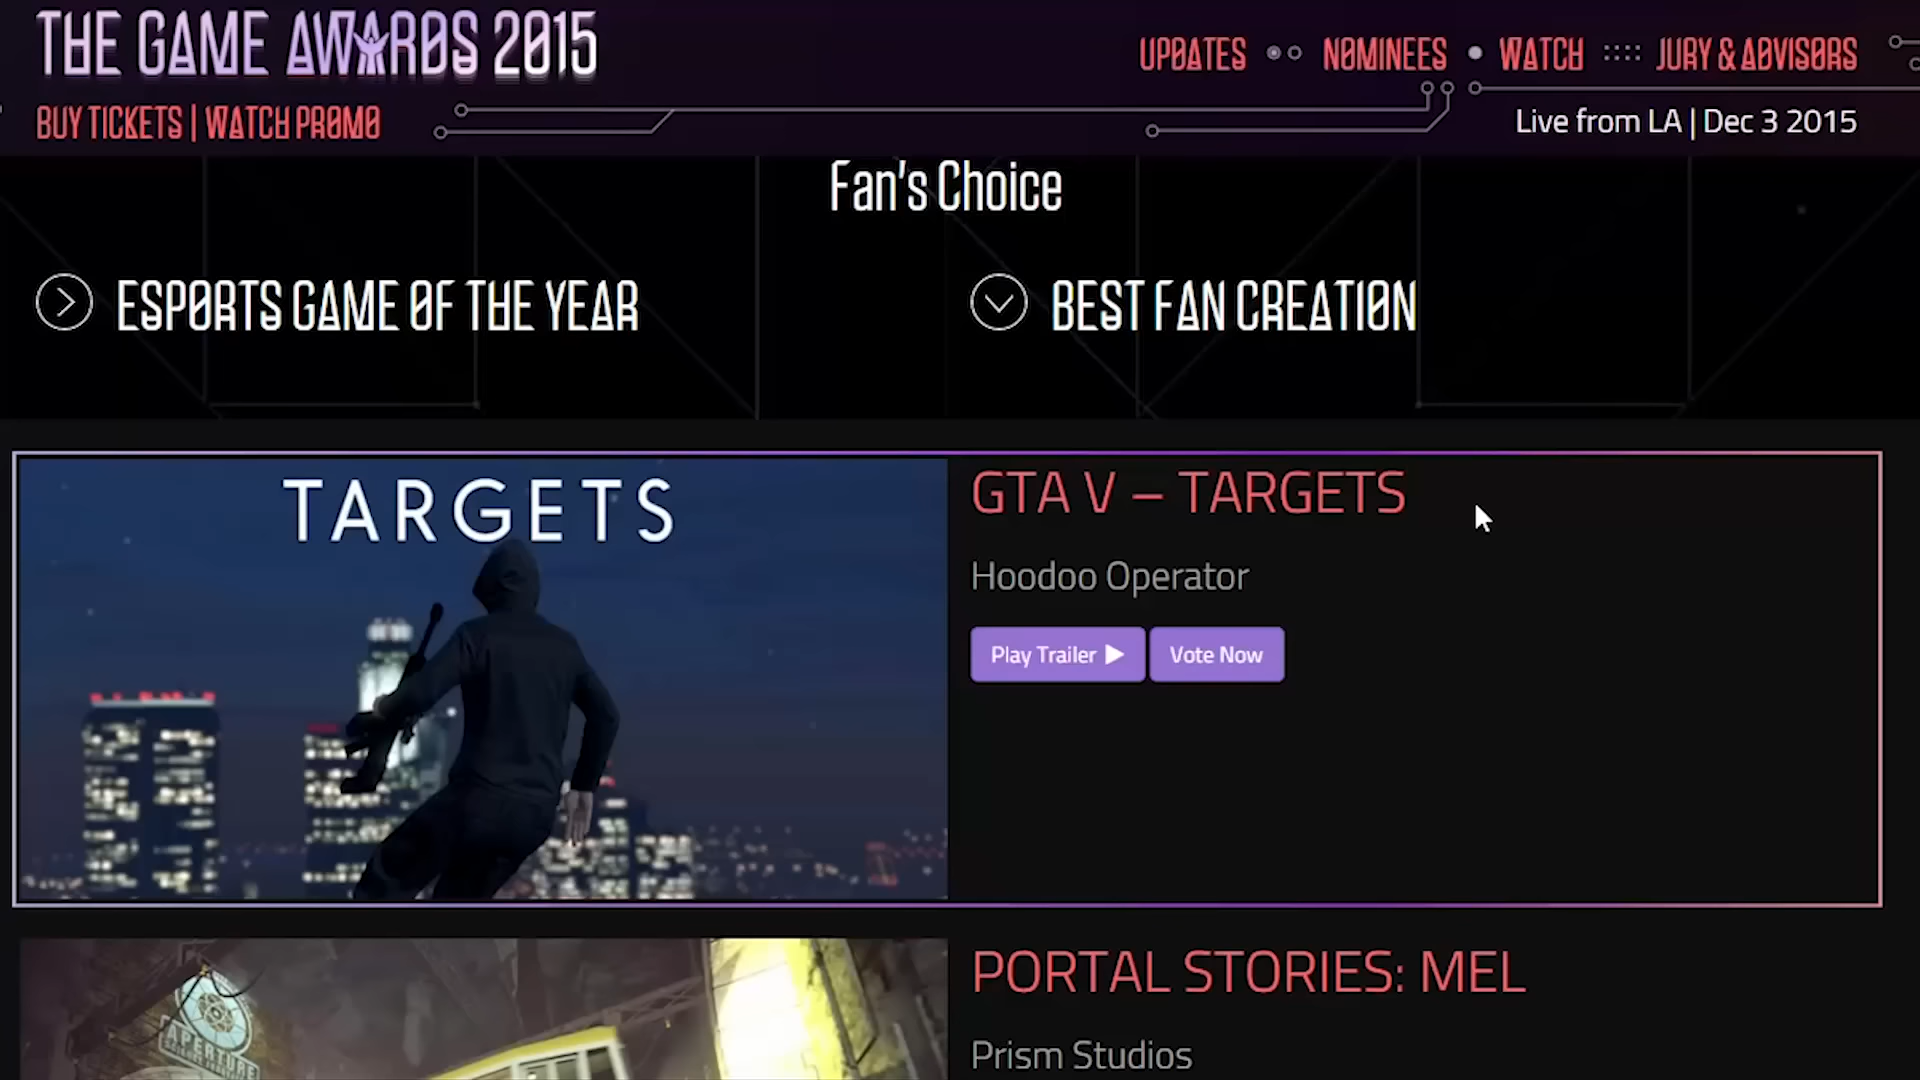 THE GAME AWARDS 2015
UPDATES
NOMINEES
WATCH
JURY & ADVISORS
BUY TICKETS | WATCH PROMO
Live from LA | Dec 3 2015
Fan's Choice
ESPORTS GAME OF THE YEAR
BEST FAN CREATION
TARGETS
GTA V – TARGETS
Hoodoo Operator
Play Trailer
Vote Now
APERTURE
PORTAL STORIES: MEL
Prism Studios